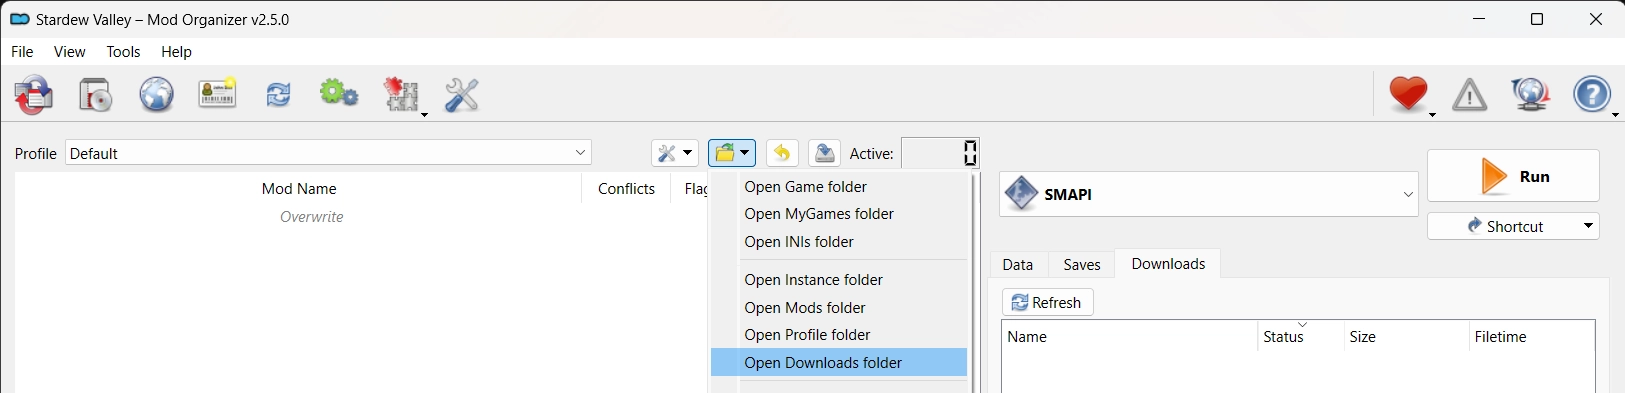 Stardew Valley – Mod Organizer v2.5.0
File View Tools Help
Profile Default Active: 0
Mod Name Conflicts Flag
Overwrite
Open Game folder
Open MyGames folder
Open INIs folder
Open Instance folder
Open Mods folder
Open Profile folder
Open Downloads folder
SMAPI
Run
Shortcut
Data Saves Downloads
Refresh
Name Status Size Filetime